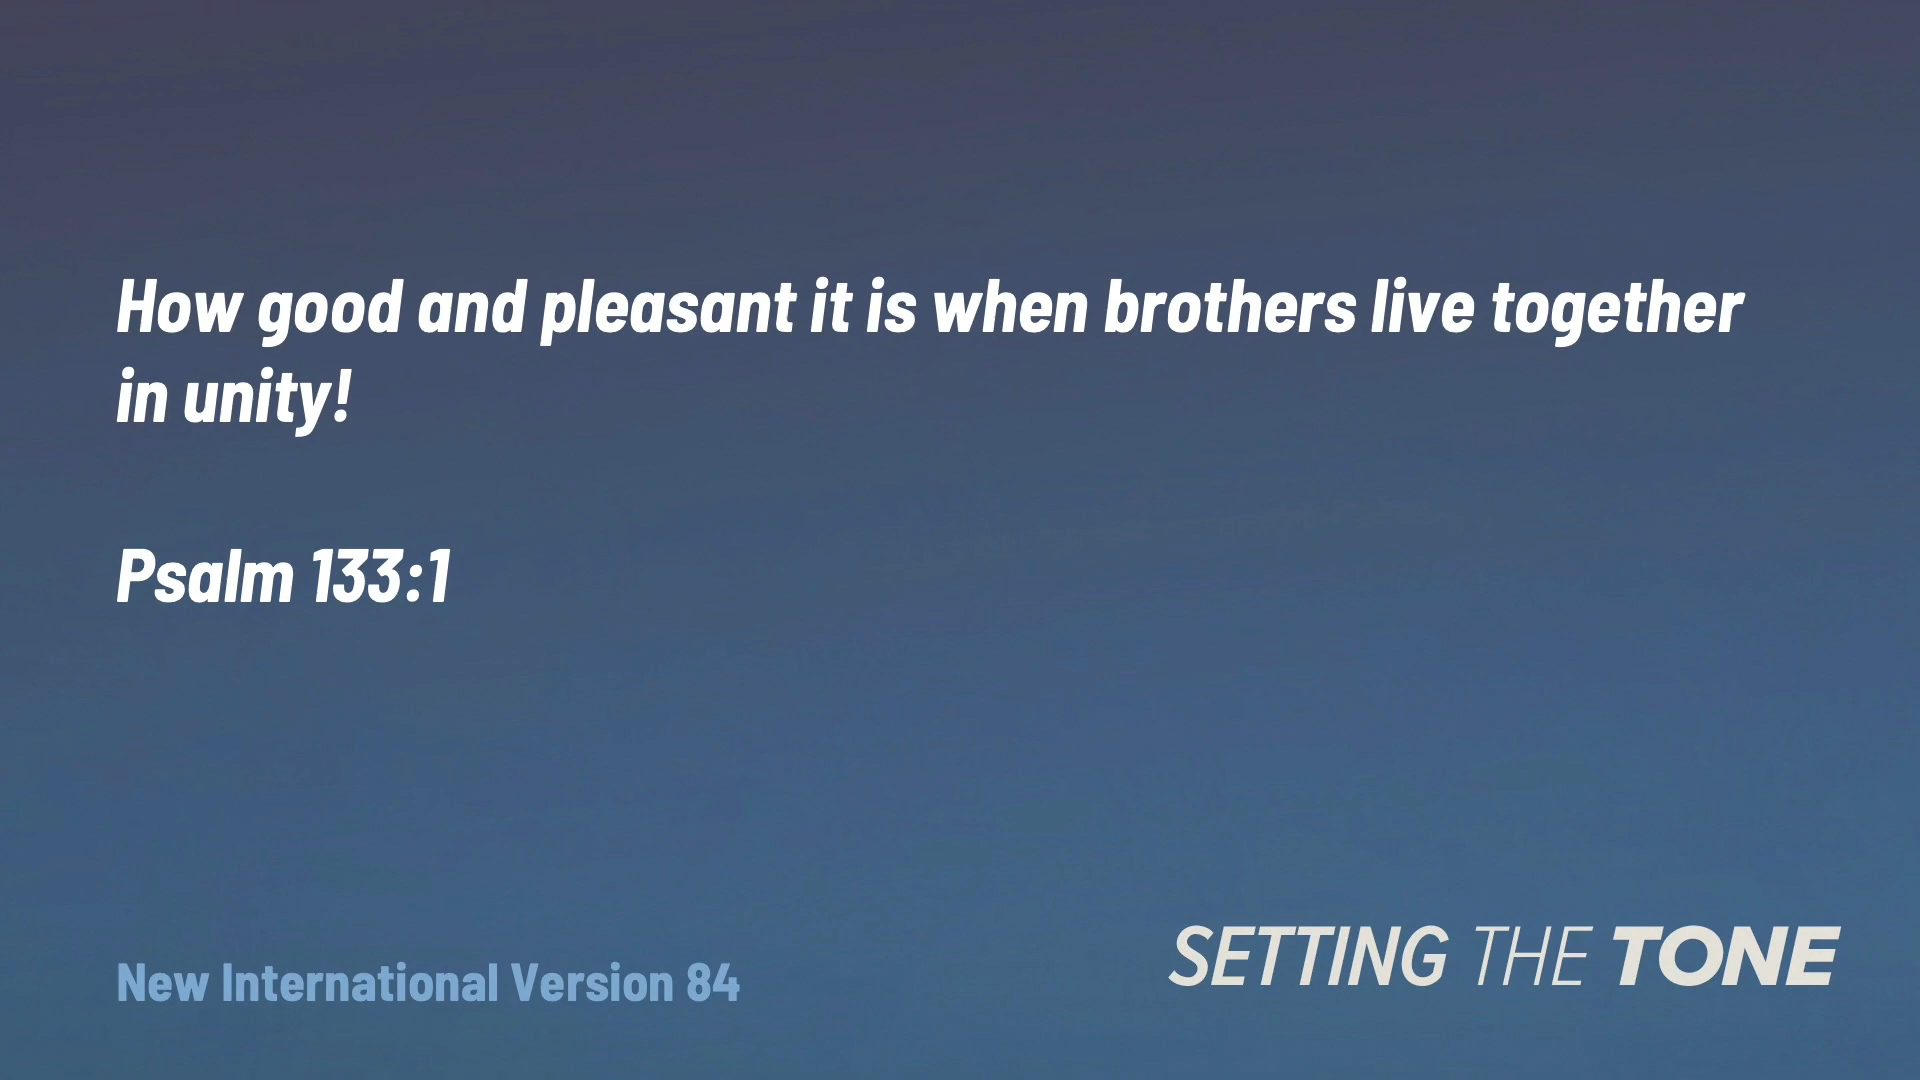 How good and pleasant it is when brothers live together
in unity!
Psalm 133:1
New International Version 84
SETTING THE TONE